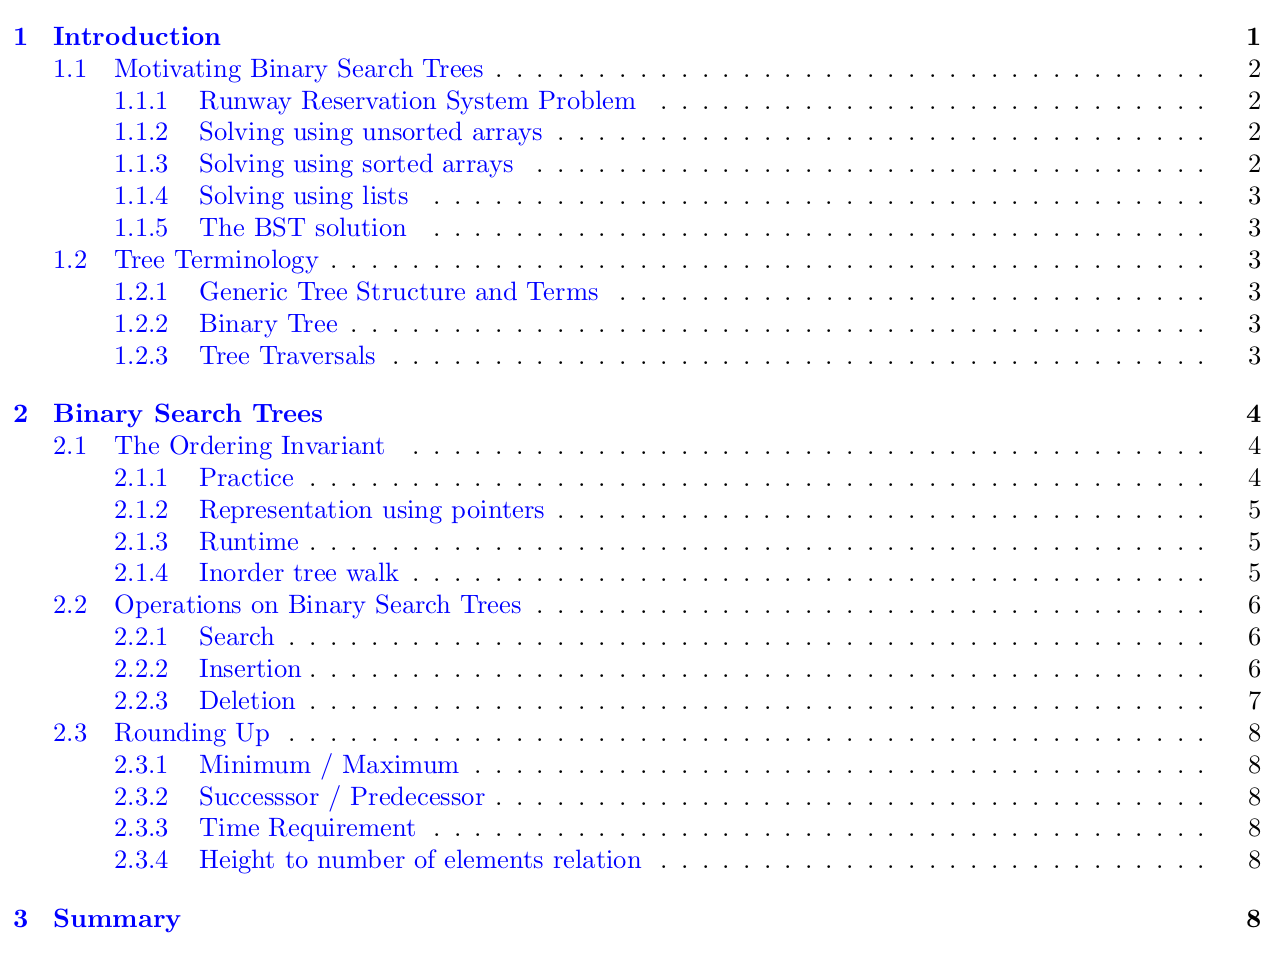 1 Introduction 1
1.1 Motivating Binary Search Trees . . . . . . . . . . . . . . . . . . . . . . . . . . . . . . . . . . . 2
1.1.1 Runway Reservation System Problem . . . . . . . . . . . . . . . . . . . . . . . . . . . 2
1.1.2 Solving using unsorted arrays . . . . . . . . . . . . . . . . . . . . . . . . . . . . . . . . 2
1.1.3 Solving using sorted arrays . . . . . . . . . . . . . . . . . . . . . . . . . . . . . . . . . 2
1.1.4 Solving using lists . . . . . . . . . . . . . . . . . . . . . . . . . . . . . . . . . . . . . . 3
1.1.5 The BST solution . . . . . . . . . . . . . . . . . . . . . . . . . . . . . . . . . . . . . . 3
1.2 Tree Terminology . . . . . . . . . . . . . . . . . . . . . . . . . . . . . . . . . . . . . . . . . . . 3
1.2.1 Generic Tree Structure and Terms . . . . . . . . . . . . . . . . . . . . . . . . . . . . . 3
1.2.2 Binary Tree . . . . . . . . . . . . . . . . . . . . . . . . . . . . . . . . . . . . . . . . . . 3
1.2.3 Tree Traversals . . . . . . . . . . . . . . . . . . . . . . . . . . . . . . . . . . . . . . . . 3
2 Binary Search Trees 4
2.1 The Ordering Invariant . . . . . . . . . . . . . . . . . . . . . . . . . . . . . . . . . . . . . . . 4
2.1.1 Practice . . . . . . . . . . . . . . . . . . . . . . . . . . . . . . . . . . . . . . . . . . . . 4
2.1.2 Representation using pointers . . . . . . . . . . . . . . . . . . . . . . . . . . . . . . . . 5
2.1.3 Runtime . . . . . . . . . . . . . . . . . . . . . . . . . . . . . . . . . . . . . . . . . . . . 5
2.1.4 Inorder tree walk . . . . . . . . . . . . . . . . . . . . . . . . . . . . . . . . . . . . . . . 5
2.2 Operations on Binary Search Trees . . . . . . . . . . . . . . . . . . . . . . . . . . . . . . . . . 6
2.2.1 Search . . . . . . . . . . . . . . . . . . . . . . . . . . . . . . . . . . . . . . . . . . . . . 6
2.2.2 Insertion . . . . . . . . . . . . . . . . . . . . . . . . . . . . . . . . . . . . . . . . . . . . 6
2.2.3 Deletion . . . . . . . . . . . . . . . . . . . . . . . . . . . . . . . . . . . . . . . . . . . . 7
2.3 Rounding Up . . . . . . . . . . . . . . . . . . . . . . . . . . . . . . . . . . . . . . . . . . . . . 8
2.3.1 Minimum / Maximum . . . . . . . . . . . . . . . . . . . . . . . . . . . . . . . . . . . . 8
2.3.2 Successsor / Predecessor . . . . . . . . . . . . . . . . . . . . . . . . . . . . . . . . . . . 8
2.3.3 Time Requirement . . . . . . . . . . . . . . . . . . . . . . . . . . . . . . . . . . . . . . 8
2.3.4 Height to number of elements relation . . . . . . . . . . . . . . . . . . . . . . . . . . . 8
3 Summary 8